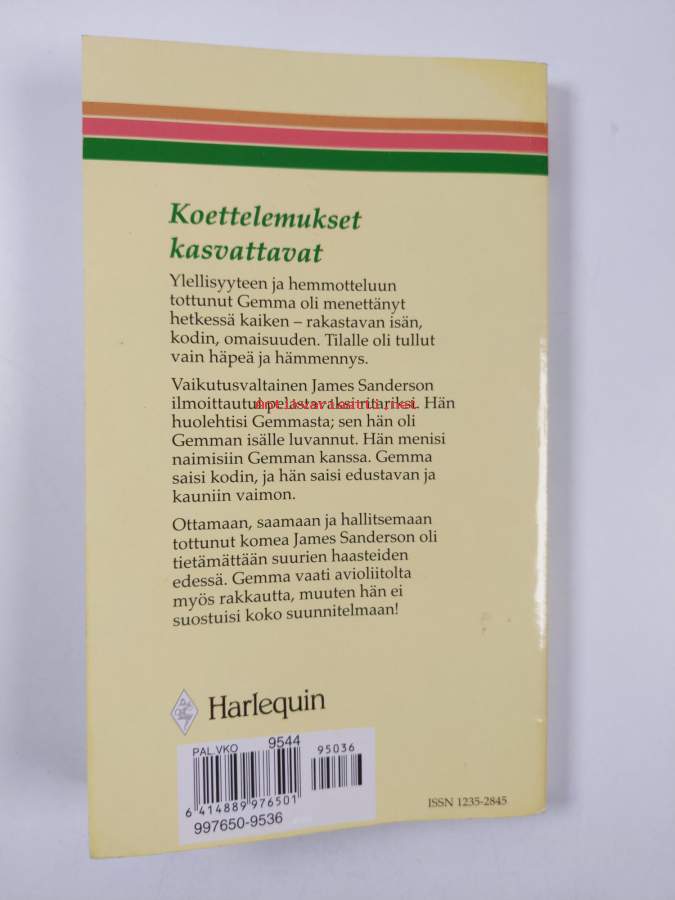 Koettelemukset
kasvattavat
Ylellisyyteen ja hemmotteluun
tottunut Gemma oli menettänyt
hetkessä kaiken – rakastavan isän,
kodin, omaisuuden. Tilalle oli tullut
vain häpeä ja hämmennys.
Vaikutusvaltainen James Sanderson
ilmoittautui pelastavaksi ritariksi. Hän
huolehtisi Gemmasta; sen hän oli
Gemman isälle luvannut. Hän menisi
naimisiin Gemman kanssa. Gemma
saisi kodin, ja hän saisi edustavan ja
kauniin vaimon.
Ottamaan, saamaan ja hallitsemaan
tottunut komea James Sanderson oli
tietämättään suurien haasteiden
edessä. Gemma vaati avioliitolta
myös rakkautta, muuten hän ei
suostuisi koko suunnitelmaan!
Harlequin
PAL.VKO 9544
95036
6 414889 976501
997650-9536
ISSN 1235-2845